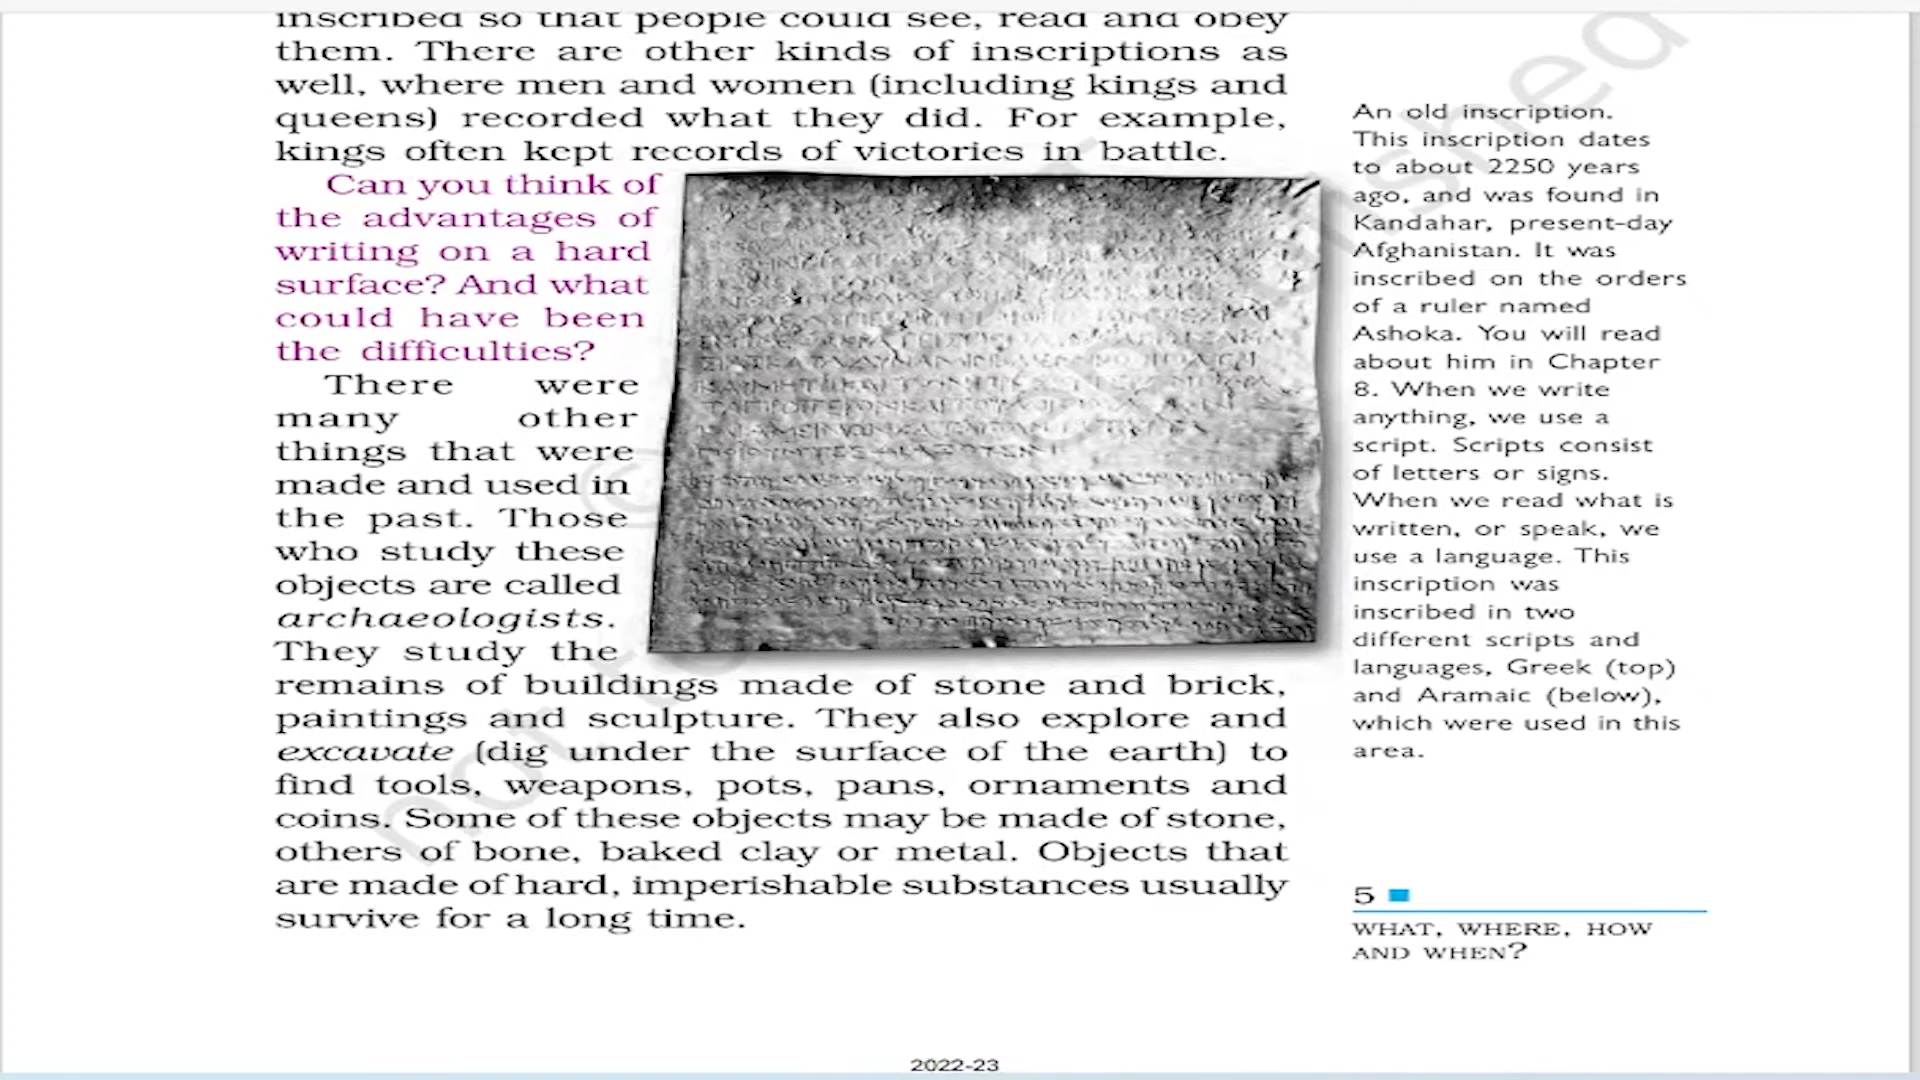 inscribed so that people could see, read and obey
them. There are other kinds of inscriptions as
well, where men and women (including kings and
queens) recorded what they did. For example,
kings often kept records of victories in battle.
Can you think of
the advantages of
writing on a hard
surface? And what
could have been
the difficulties?
There were
many other
things that were
made and used in
the past. Those
who study these
objects are called
archaeologists.
They study the
remains of buildings made of stone and brick,
paintings and sculpture. They also explore and
excavate (dig under the surface of the earth) to
find tools, weapons, pots, pans, ornaments and
coins. Some of these objects may be made of stone,
others of bone, baked clay or metal. Objects that
are made of hard, imperishable substances usually
survive for a long time.
An old inscription.
This inscription dates
to about 2250 years
ago, and was found in
Kandahar, present-day
Afghanistan. It was
inscribed on the orders
of a ruler named
Ashoka. You will read
about him in Chapter
8. When we write
anything, we use a
script. Scripts consist
of letters or signs.
When we read what is
written, or speak, we
use a language. This
inscription was
inscribed in two
different scripts and
languages, Greek (top)
and Aramaic (below),
which were used in this
area.
5
WHAT, WHERE, HOW
AND WHEN?
2022-23